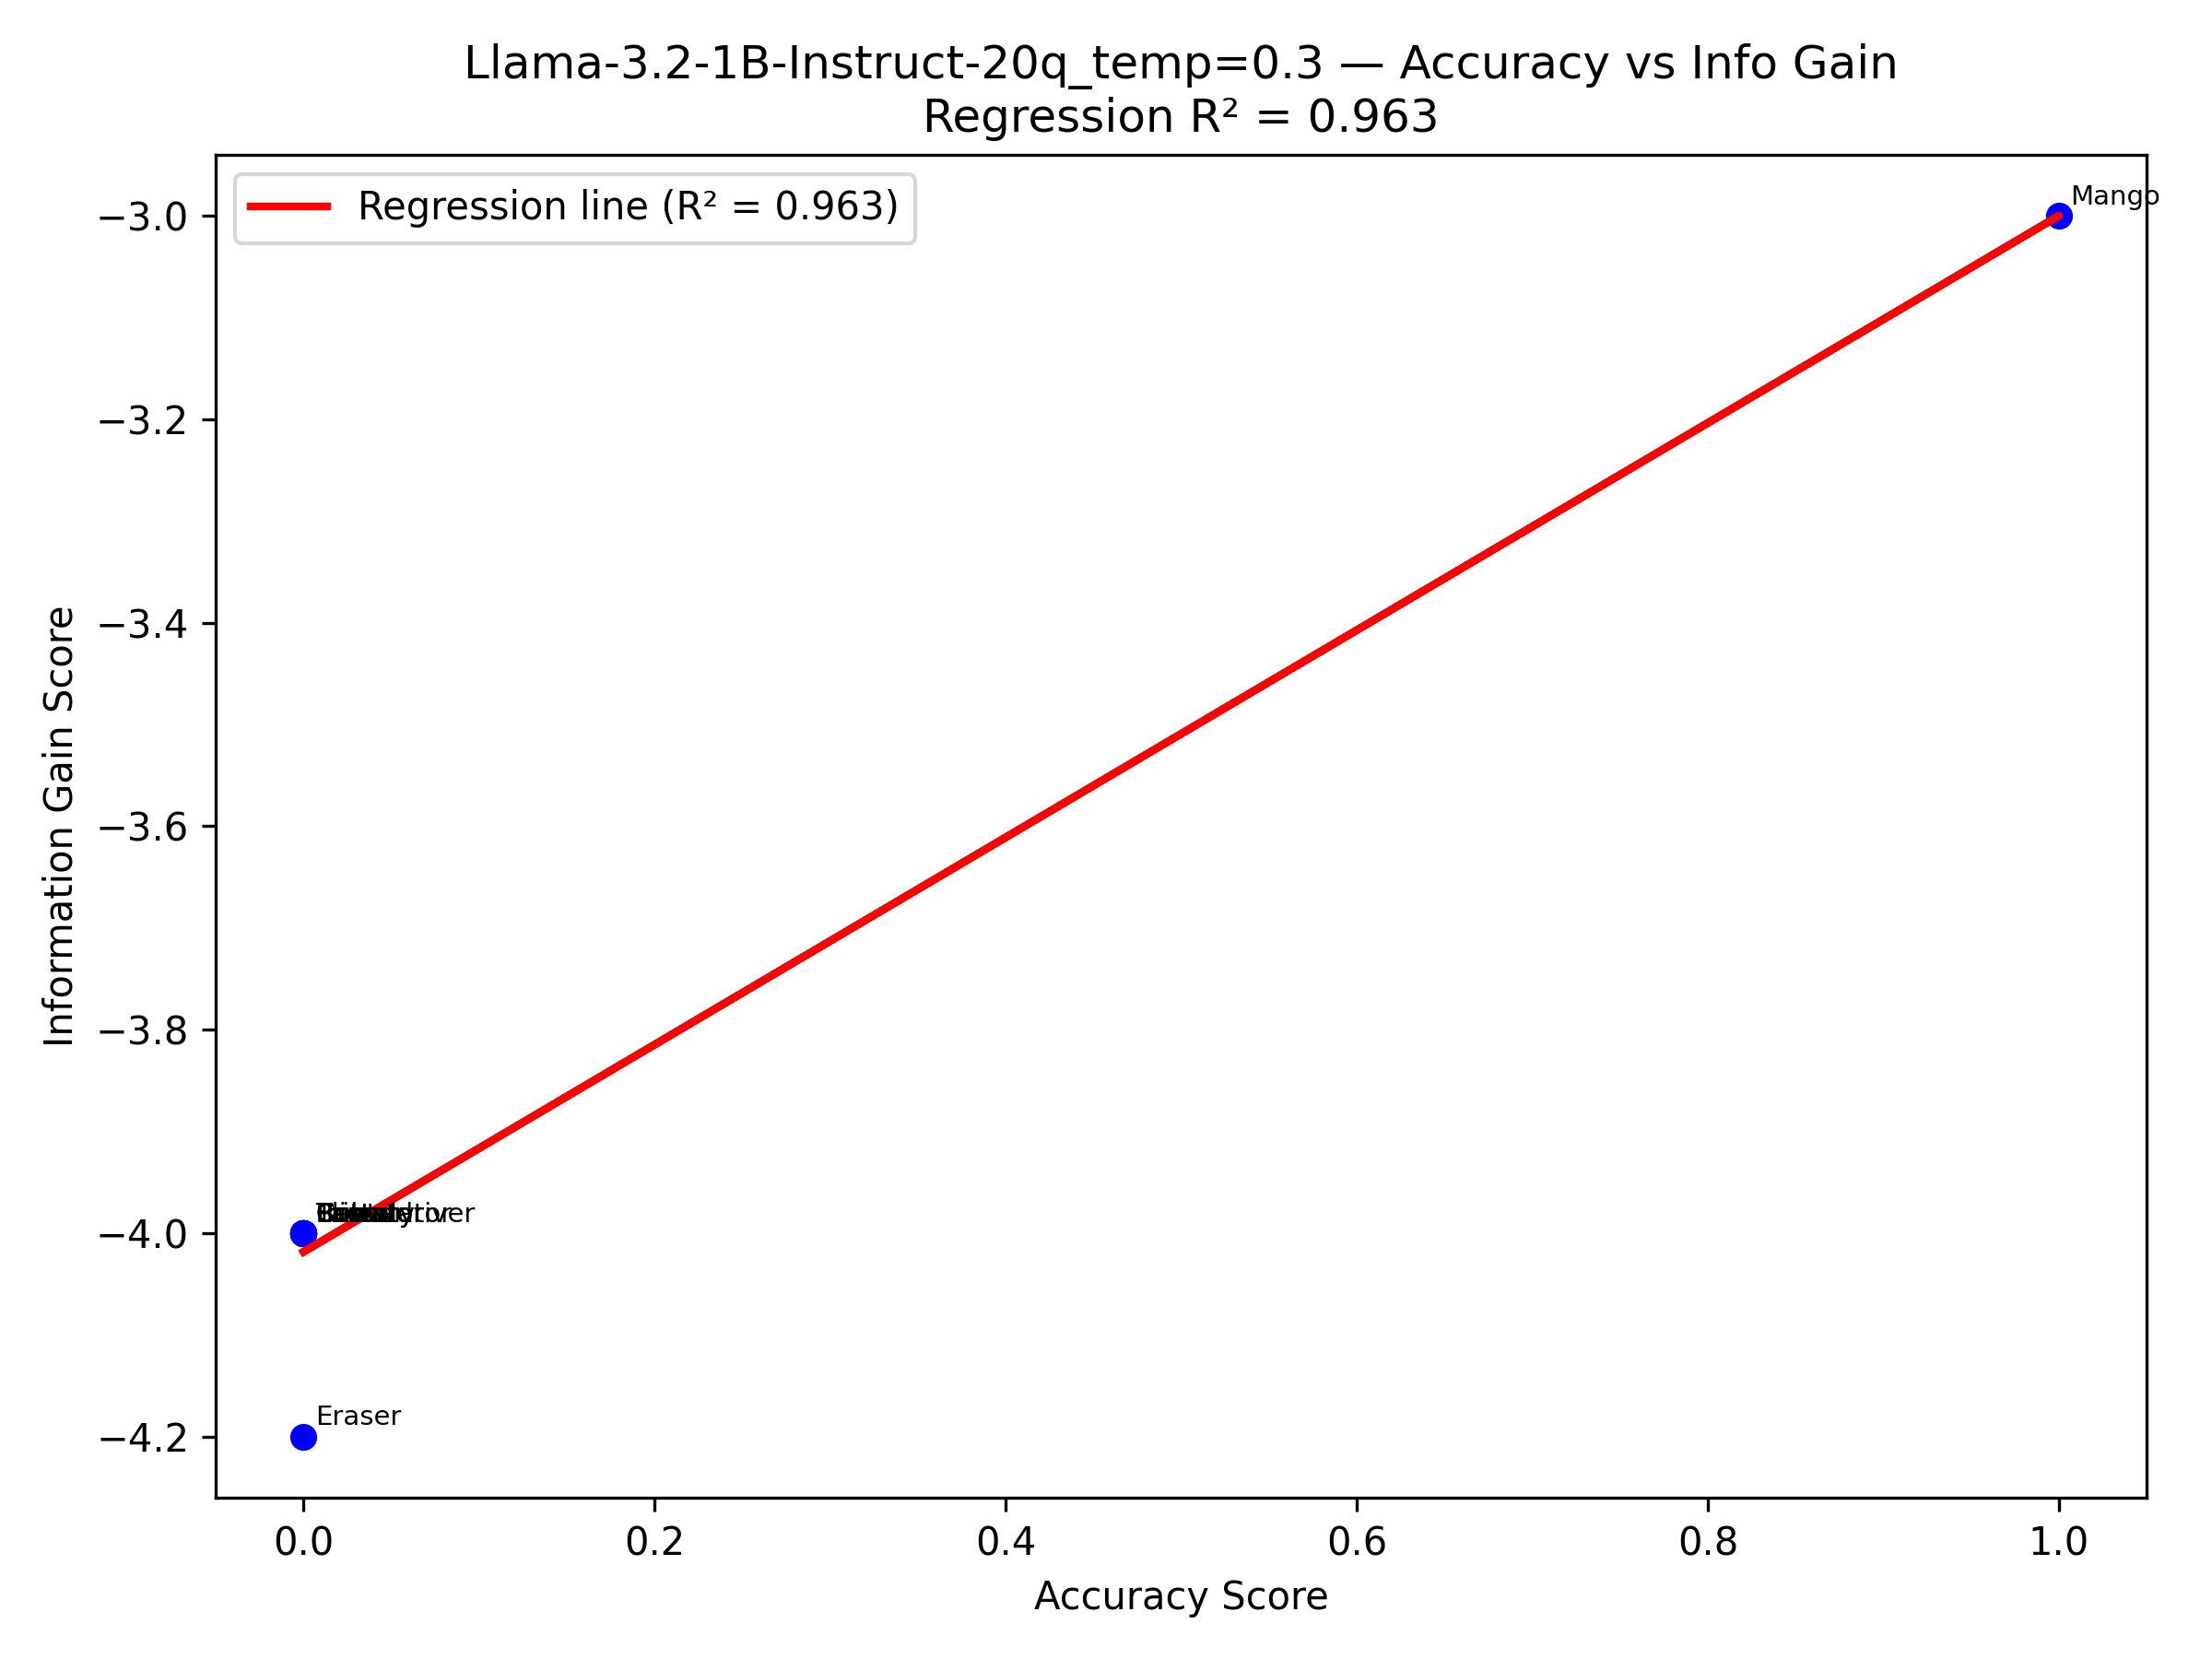 Llama-3.2-1B-Instruct-20q_temp=0.3 — Accuracy vs Info Gain
Regression R² = 0.963
Regression line (R² = 0.963)
Mango
−3.0
−3.2
−3.4
−3.6
−3.8
−4.0
−4.2
Information Gain Score
Eraser
0.0
0.2
0.4
0.6
0.8
1.0
Accuracy Score